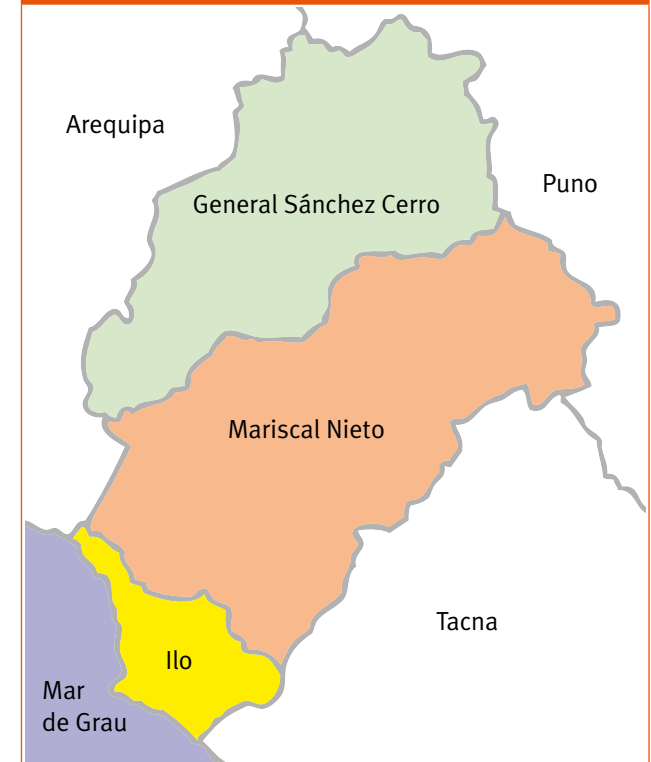 Arequipa
Puno
General Sánchez Cerro
Mariscal Nieto
Tacna
Ilo
Mar
de Grau